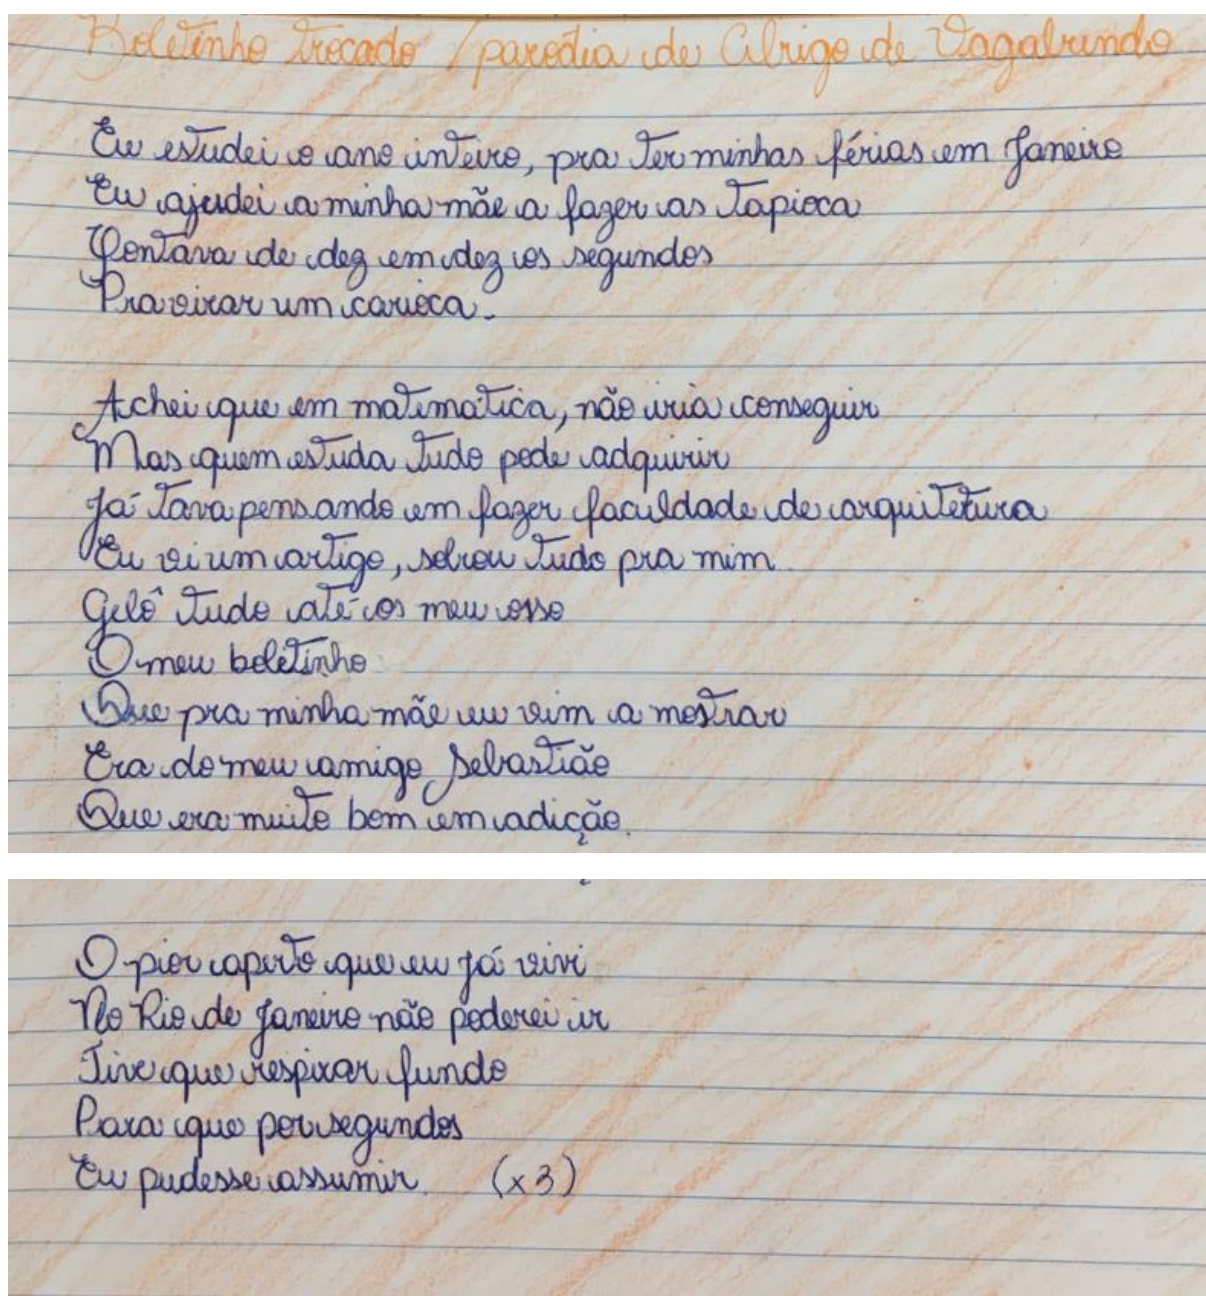 Boletinho trocado / paródia de Abrigo de Vagabundo
Eu estudei o ano inteiro, pra ter minhas férias em Janeiro
Eu ajudei a minha mãe a fazer as tapioca
Contava de dez em dez os segundos
Pra virar um carioca.
Achei que em matimatica, não iria conseguir
Mas quem estuda tudo pode adquirir
Já tava pensando em fazer faculdade de arquitetura
Eu vi um artigo, sobrou tudo pra mim
Gelô tudo até os meu osso
O meu boletinho
Que pra minha mãe eu vim a mostrar
Era do meu amigo Sebastião
Que era muito bom em adição.
O pior aperto que eu já vivi
No Rio de Janeiro não poderei ir
Tive que respirar fundo
Para que por segundos
Eu pudesse assumir. (x3)